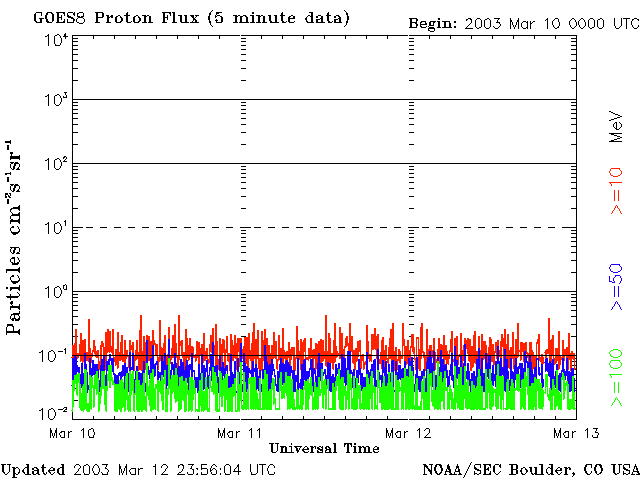 GOES8 Proton Flux (5 minute data)
Begin: 2003 Mar 10 0000 UTC
10⁴
10³
10²
10¹
10⁰
10⁻¹
10⁻²
Particles cm⁻²s⁻¹sr⁻¹
MeV
>=10
>=50
>=100
Mar 10 Mar 11 Mar 12 Mar 13
Universal Time
Updated 2003 Mar 12 23:56:04 UTC
NOAA/SEC Boulder, CO USA